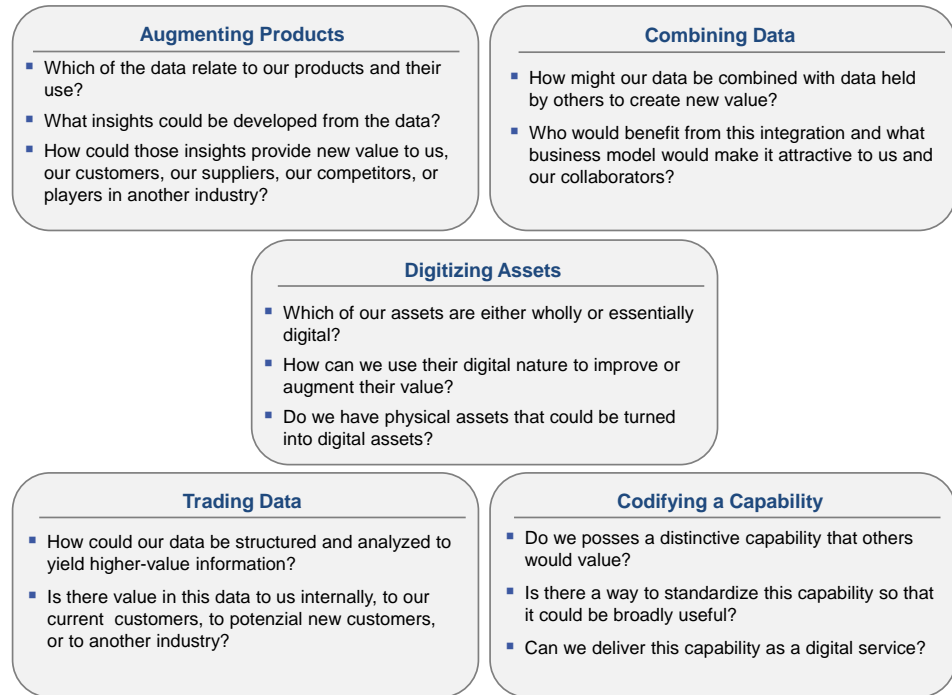 Augmenting Products
▪ Which of the data relate to our products and their
use?
▪ What insights could be developed from the data?
▪ How could those insights provide new value to us,
our customers, our suppliers, our competitors, or
players in another industry?
Combining Data
▪ How might our data be combined with data held
by others to create new value?
▪ Who would benefit from this integration and what
business model would make it attractive to us and
our collaborators?
Digitizing Assets
▪ Which of our assets are either wholly or essentially
digital?
▪ How can we use their digital nature to improve or
augment their value?
▪ Do we have physical assets that could be turned
into digital assets?
Trading Data
▪ How could our data be structured and analyzed to
yield higher-value information?
▪ Is there value in this data to us internally, to our
current  customers, to potenzial new customers,
or to another industry?
Codifying a Capability
▪ Do we posses a distinctive capability that others
would value?
▪ Is there a way to standardize this capability so that
it could be broadly useful?
▪ Can we deliver this capability as a digital service?